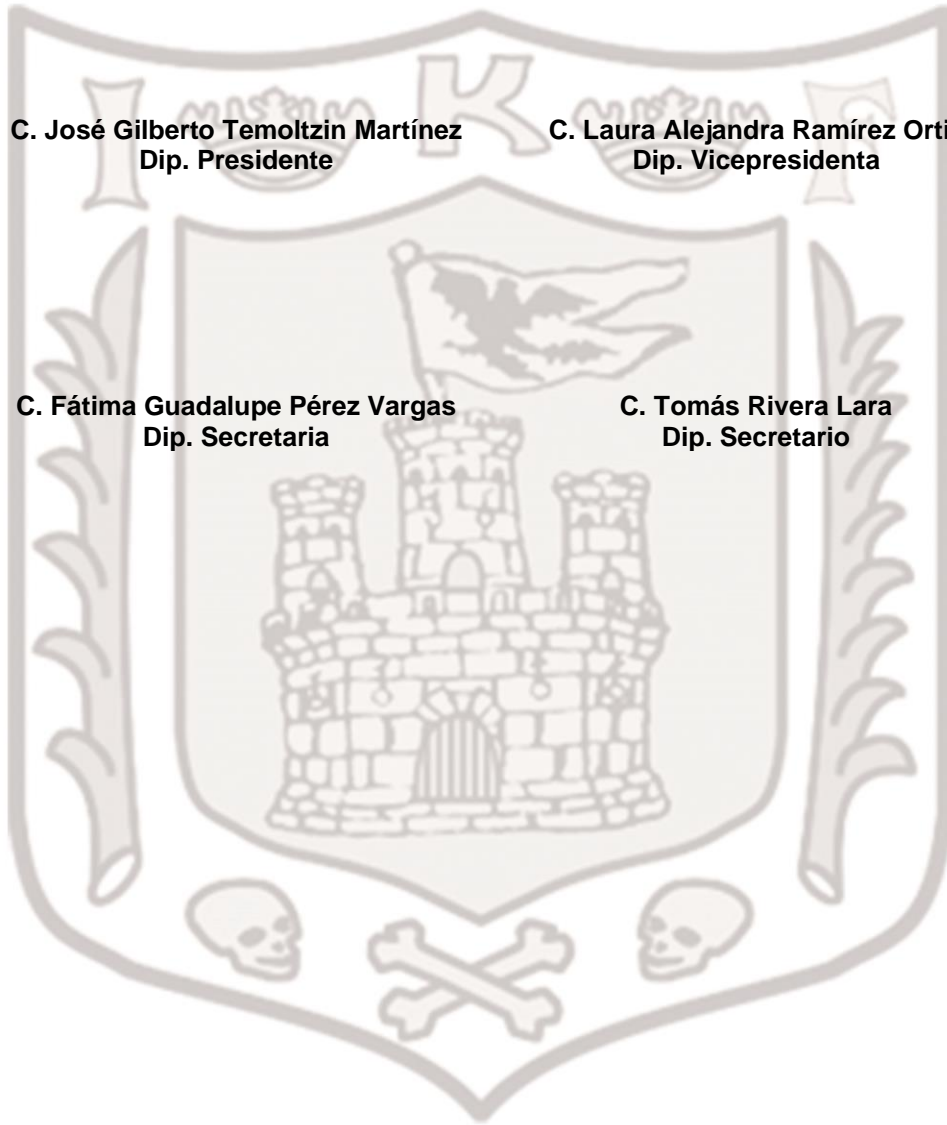 I K F
C. José Gilberto Temoltzin Martínez
Dip. Presidente
C. Laura Alejandra Ramírez Orti
Dip. Vicepresidenta
C. Fátima Guadalupe Pérez Vargas
Dip. Secretaria
C. Tomás Rivera Lara
Dip. Secretario